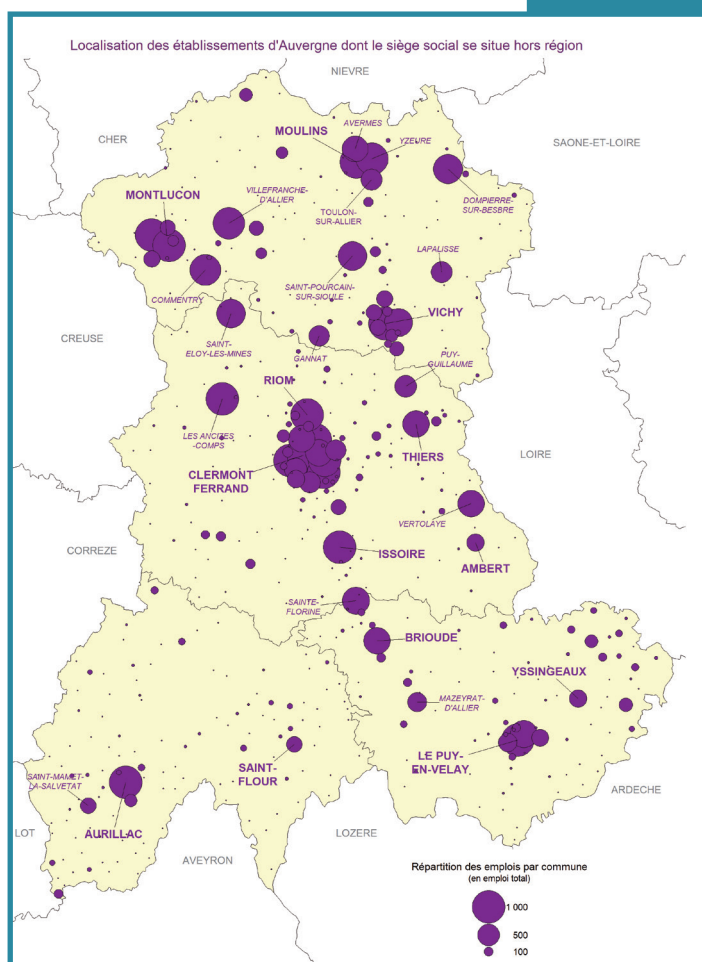 Localisation des établissements d'Auvergne dont le siège social se situe hors région
NIEVRE
CHER
SAONE-ET-LOIRE
MOULINS
AVERMES
YZEURE
DOMPIERRE-
SUR-BESBRE
TOULON-
SUR-ALLIER
MONTLUCON
VILLEFRANCHE-
D'ALLIER
LAPALISSE
COMMENTRY
SAINT-POURCAIN-
SUR-SIOULE
VICHY
CREUSE
SAINT-
ELOY-LES-MINES
GANNAT
PUY-
GUILLAUME
RIOM
LES ANCIZES
-COMPS
THIERS
LOIRE
CLERMONT
FERRAND
VERTOLAYE
CORREZE
ISSOIRE
AMBERT
SAINTE-
FLORINE
BRIOUDE
YSSINGEAUX
MAZEYRAT-
D'ALLIER
LE PUY-
EN-VELAY
SAINT-
FLOUR
ARDECHE
SAINT-MAMET-
LA-SALVETAT
AURILLAC
LOT
AVEYRON
LOZERE
Répartition des emplois par commune
(en emploi total)
1 000
500
100